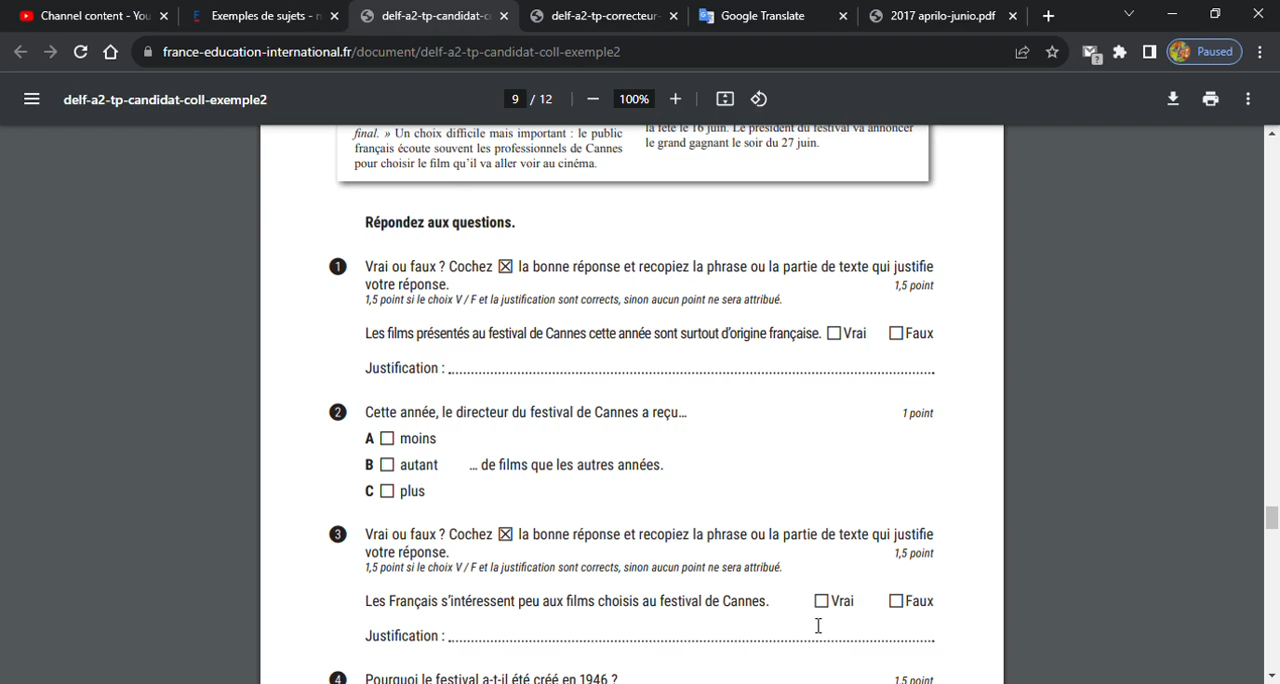 Channel content - You
Exemples de sujets - n
delf-a2-tp-candidat-c
delf-a2-tp-correcteur-
Google Translate
2017 aprilo-junio.pdf
france-education-international.fr/document/delf-a2-tp-candidat-coll-exemple2
Paused
delf-a2-tp-candidat-coll-exemple2
9 / 12
100%
final. » Un choix difficile mais important : le public
français écoute souvent les professionnels de Cannes
pour choisir le film qu'il va aller voir au cinéma.
la fête le 16 juin. Le président du festival va annoncer
le grand gagnant le soir du 27 juin.
Répondez aux questions.
1 Vrai ou faux ? Cochez ☒ la bonne réponse et recopiez la phrase ou la partie de texte qui justifie
votre réponse. 1,5 point
1,5 point si le choix V / F et la justification sont corrects, sinon aucun point ne sera attribué.
Les films présentés au festival de Cannes cette année sont surtout d'origine française. ☐ Vrai ☐ Faux
Justification :
2 Cette année, le directeur du festival de Cannes a reçu... 1 point
A ☐ moins
B ☐ autant ... de films que les autres années.
C ☐ plus
3 Vrai ou faux ? Cochez ☒ la bonne réponse et recopiez la phrase ou la partie de texte qui justifie
votre réponse. 1,5 point
1,5 point si le choix V / F et la justification sont corrects, sinon aucun point ne sera attribué.
Les Français s'intéressent peu aux films choisis au festival de Cannes. ☐ Vrai ☐ Faux
Justification :
4 Pourquoi le festival a-t-il été créé en 1946 ? 1,5 point